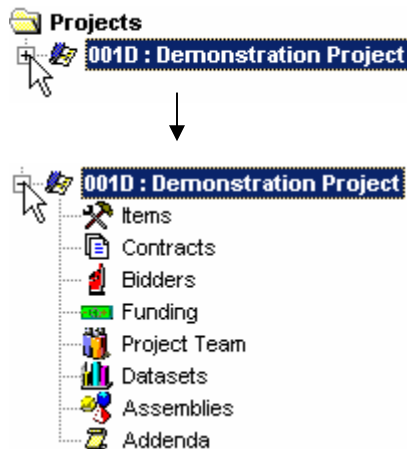 Projects
001D : Demonstration Project
001D : Demonstration Project
Items
Contracts
Bidders
Funding
Project Team
Datasets
Assemblies
Addenda